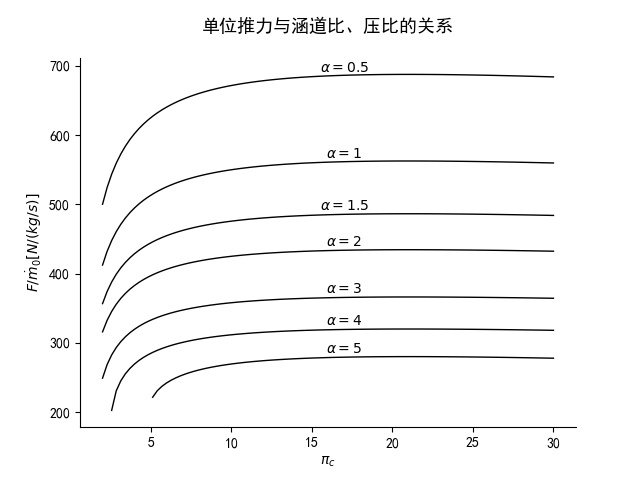 单位推力与涵道比、压比的关系
F/ṁ₀[N/(kg/s)]
700
600
500
400
300
200
α = 0.5
α = 1
α = 1.5
α = 2
α = 3
α = 4
α = 5
5 10 15 20 25 30
π_c